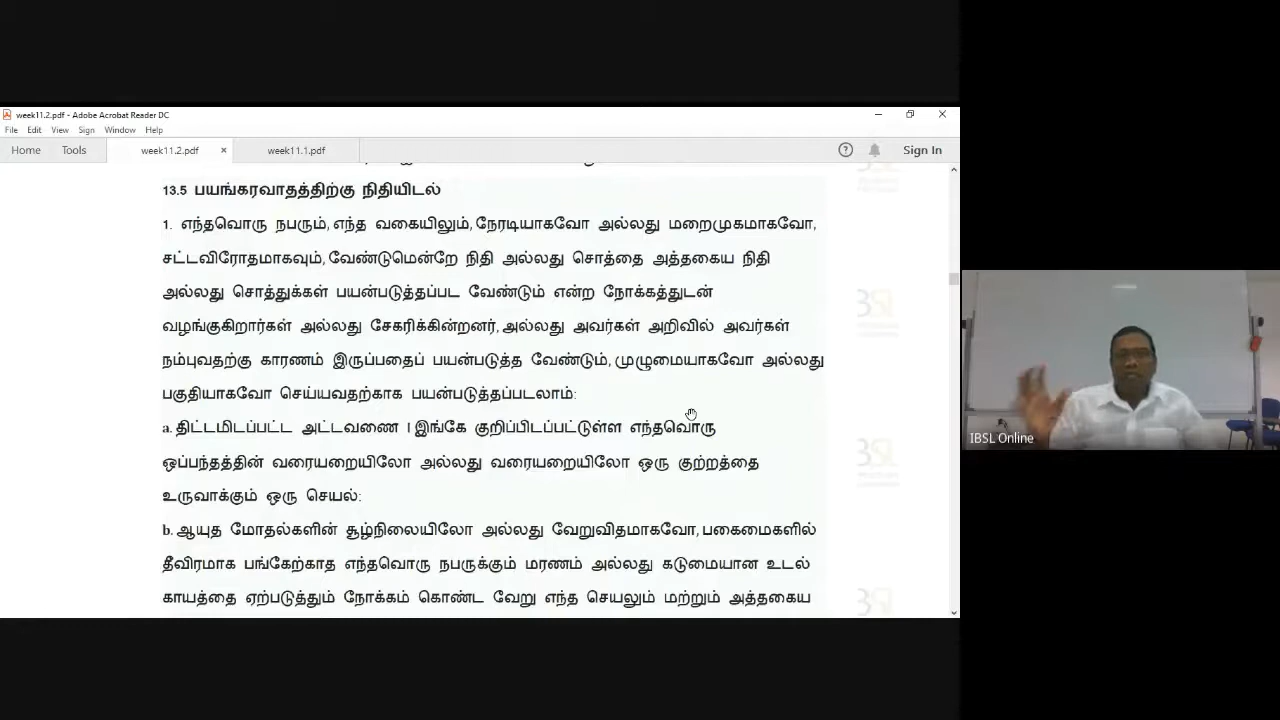 week11.2.pdf - Adobe Acrobat Reader DC
File Edit View Sign Window Help
Home Tools week11.2.pdf × week11.1.pdf ? Sign In
13.5 பயங்கரவாதத்திற்கு நிதியிடல்
1. எந்தவொரு நபரும், எந்த வகையிலும், நேரடியாகவோ அல்லது மறைமுகமாகவோ,
சட்டவிரோதமாகவும், வேண்டுமென்றே நிதி அல்லது சொத்தை அத்தகைய நிதி
அல்லது சொத்துக்கள் பயன்படுத்தப்பட வேண்டும் என்ற நோக்கத்துடன்
வழங்குகிறார்கள் அல்லது சேகரிக்கின்றனர், அல்லது அவர்கள் அறிவில் அவர்கள்
நம்புவதற்கு காரணம் இருப்பதைப் பயன்படுத்த வேண்டும், முழுமையாகவோ அல்லது
பகுதியாகவோ செய்யவதற்காக பயன்படுத்தப்படலாம்:
a. திட்டமிடப்பட்ட அட்டவணை I இங்கே குறிப்பிடப்பட்டுள்ள எந்தவொரு
ஒப்பந்தத்தின் வரையறையிலோ அல்லது வரையறையிலோ ஒரு குற்றத்தை
உருவாக்கும் ஒரு செயல்:
b. ஆயுத மோதல்களின் சூழ்நிலையிலோ அல்லது வேறுவிதமாகவோ, பகைமைகளில்
தீவிரமாக பங்கேற்காத எந்தவொரு நபருக்கும் மரணம் அல்லது கடுமையான உடல்
காயத்தை ஏற்படுத்தும் நோக்கம் கொண்ட வேறு எந்த செயலும் மற்றும் அத்தகைய
IBSL Online